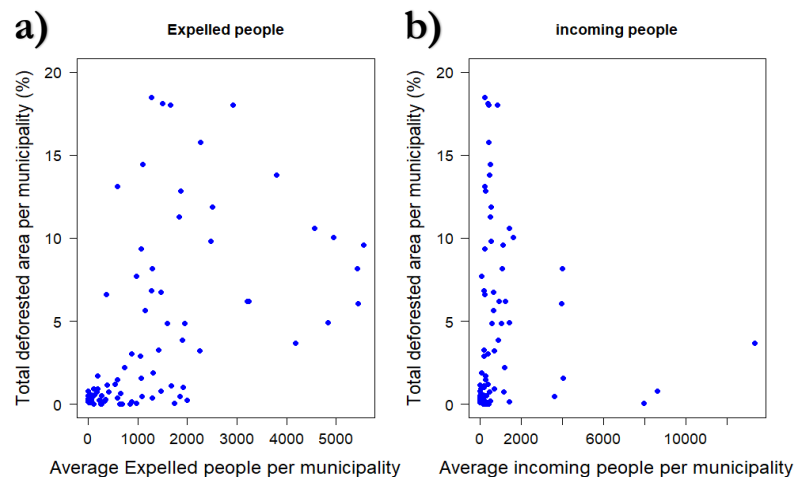 a)
Expelled people
Total deforested area per municipality (%)
20
15
10
5
0
0 1000 2000 3000 4000 5000
Average Expelled people per municipality
b)
incoming people
Total deforested area per municipality (%)
20
15
10
5
0
0 2000 6000 10000
Average incoming people per municipality